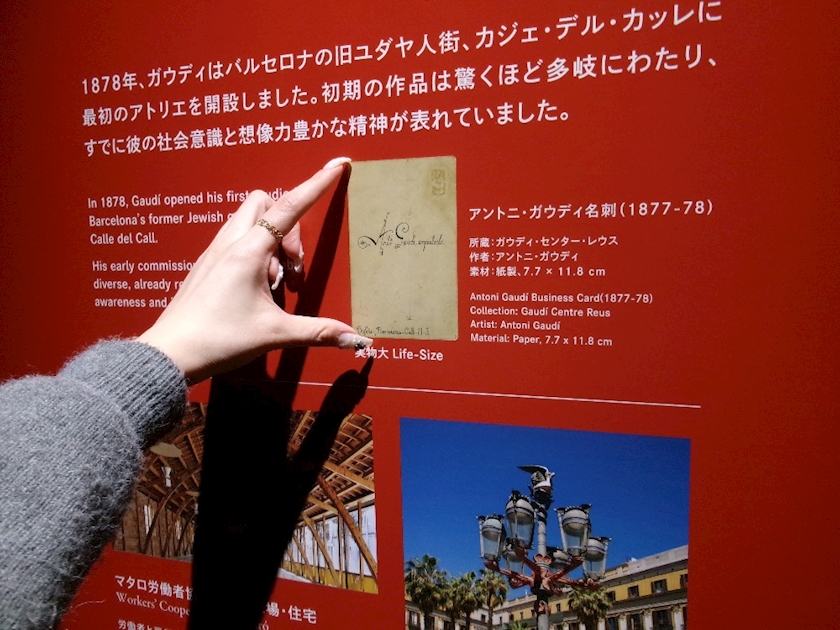 1878年、ガウディはバルセロナの旧ユダヤ人街、カジェ・デル・カッレに
最初のアトリエを開設しました。初期の作品は驚くほど多岐にわたり、
すでに彼の社会意識と想像力豊かな精神が表れていました。
In 1878, Gaudí opened his first
Barcelona's former Jewish
Calle del Call.
His early
diverse, already
awareness and
実物大 Life-Size
アントニ・ガウディ名刺(1877-78)
所蔵:ガウディ・センター・レウス
作者:アントニ・ガウディ
素材:紙製、7.7 × 11.8 cm
Antoni Gaudí Business Card(1877-78)
Collection: Gaudí Centre Reus
Artist: Antoni Gaudí
Material: Paper, 7.7 x 11.8 cm
マタロ労働者 場・住宅
Workers'